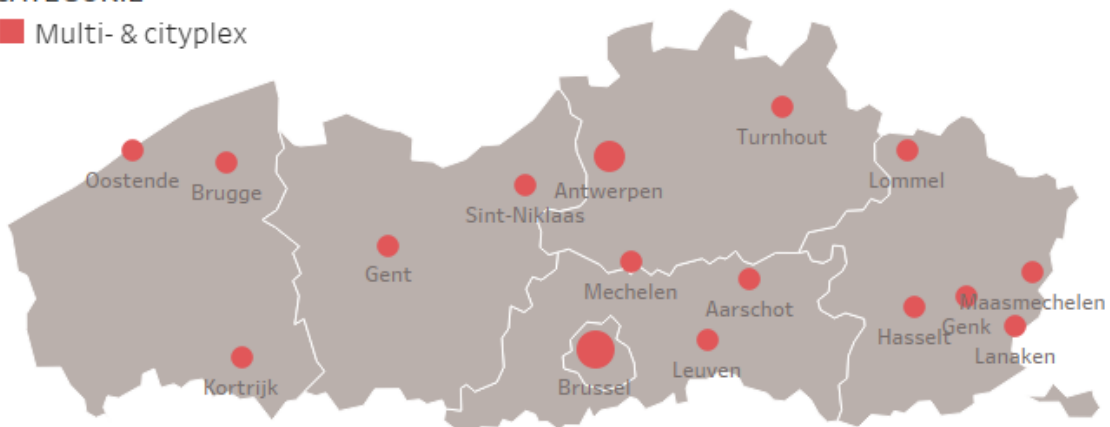 Multi- & cityplex
Turnhout
Oostende
Brugge
Antwerpen
Lommel
Sint-Niklaas
Gent
Mechelen
Aarschot
Maasmechelen
Hasselt
Genk
Lanaken
Kortrijk
Brussel
Leuven